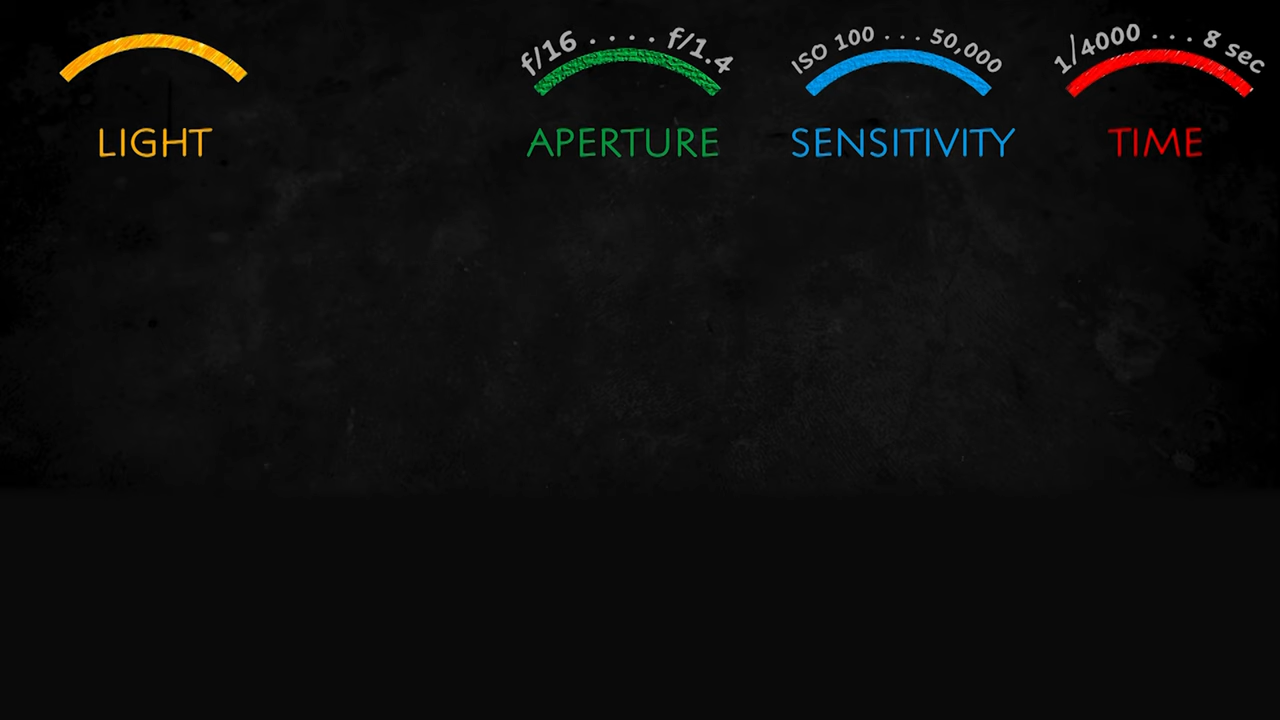 f/16 . . . . f/1.4
ISO 100 . . . 50,000
1/4000 . . . 8 sec
LIGHT
APERTURE
SENSITIVITY
TIME